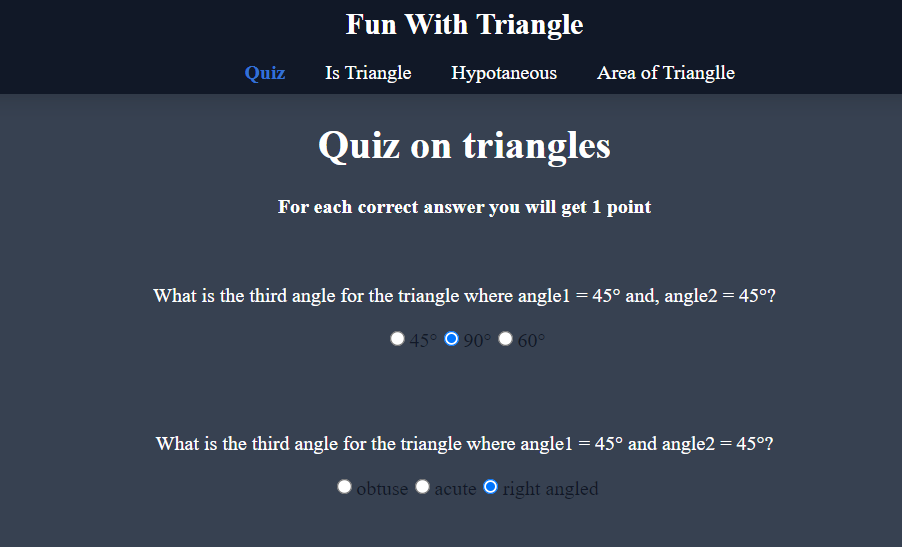 Fun With Triangle
Quiz Is Triangle Hypotaneous Area of Trianglle
Quiz on triangles
For each correct answer you will get 1 point
What is the third angle for the triangle where angle1 = 45° and, angle2 = 45°?
45° 90° 60°
What is the third angle for the triangle where angle1 = 45° and angle2 = 45°?
obtuse acute right angled